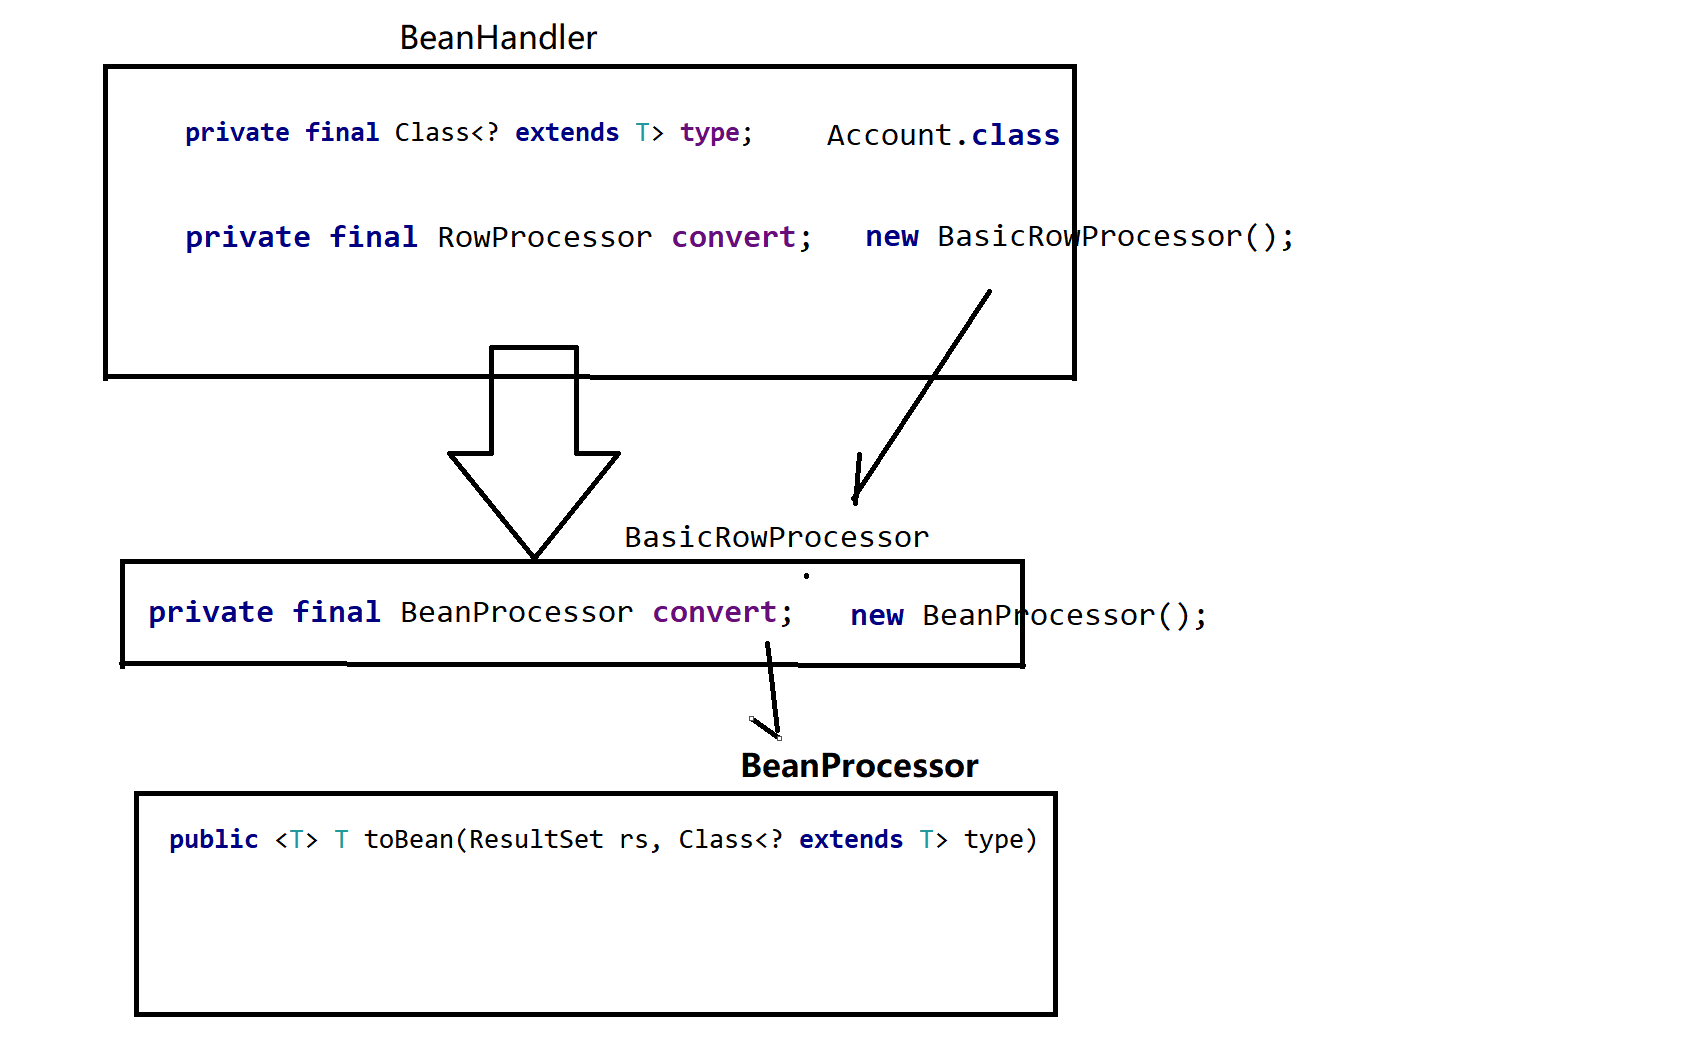 BeanHandler
private final Class<? extends T> type; Account.class
private final RowProcessor convert; new BasicRowProcessor();
BasicRowProcessor
private final BeanProcessor convert; new BeanProcessor();
BeanProcessor
public <T> T toBean(ResultSet rs, Class<? extends T> type)